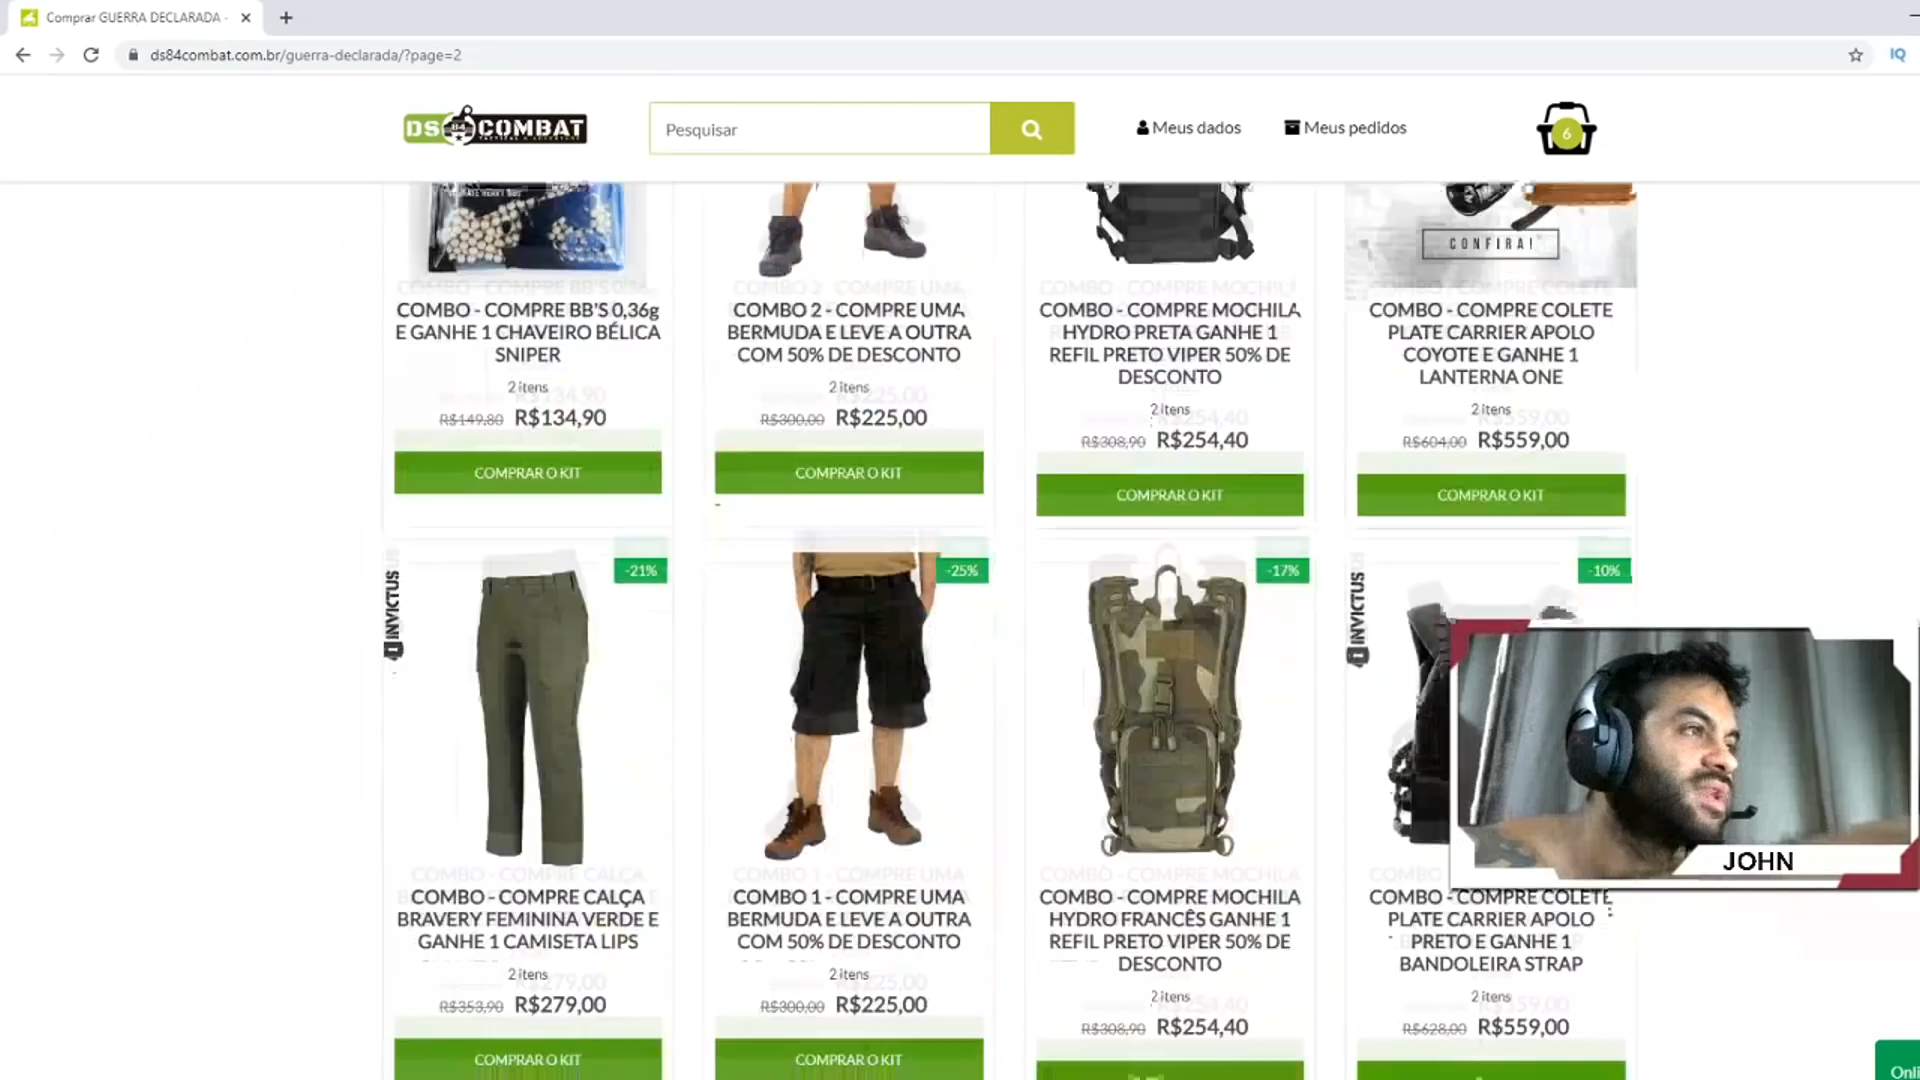 Comprar GUERRA DECLARADA -
ds84combat.com.br/guerra-declarada/?page=2
IQ
DS 84 COMBAT
Pesquisar
Meus dados
Meus pedidos
6
CONFIRA!
COMBO - COMPRE BB'S 0,36g
E GANHE 1 CHAVEIRO BÉLICA
SNIPER
2 itens
R$149,80 R$134,90
COMPRAR O KIT
COMBO 2 - COMPRE UMA
BERMUDA E LEVE A OUTRA
COM 50% DE DESCONTO
2 itens
R$300,00 R$225,00
COMPRAR O KIT
COMBO - COMPRE MOCHILA
HYDRO PRETA GANHE 1
REFIL PRETO VIPER 50% DE
DESCONTO
2 itens
R$308,90 R$254,40
COMPRAR O KIT
COMBO - COMPRE COLETE
PLATE CARRIER APOLO
COYOTE E GANHE 1
LANTERNA ONE
2 itens
R$604,00 R$559,00
COMPRAR O KIT
INVICTUS
-21%
COMBO - COMPRE CALÇA
BRAVERY FEMININA VERDE E
GANHE 1 CAMISETA LIPS
2 itens
R$353,90 R$279,00
COMPRAR O KIT
-25%
COMBO 1 - COMPRE UMA
BERMUDA E LEVE A OUTRA
COM 50% DE DESCONTO
2 itens
R$300,00 R$225,00
COMPRAR O KIT
-17%
COMBO - COMPRE MOCHILA
HYDRO FRANCÊS GANHE 1
REFIL PRETO VIPER 50% DE
DESCONTO
2 itens
R$308,90 R$254,40
INVICTUS
-10%
COMBO - COMPRE COLETE
PLATE CARRIER APOLO
PRETO E GANHE 1
BANDOLEIRA STRAP
2 itens
R$628,00 R$559,00
JOHN
Onli